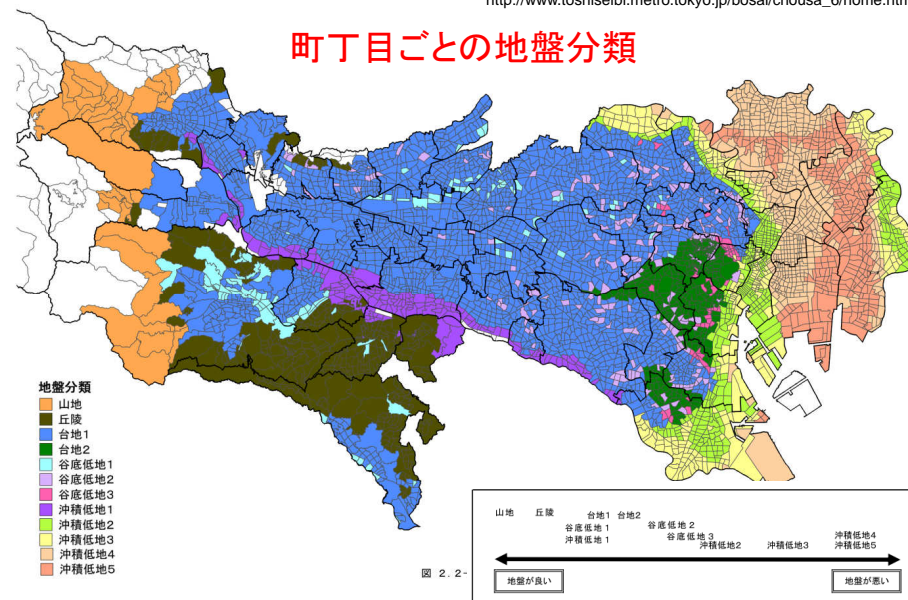 http://www.toshiseibi.metro.tokyo.jp/bosai/chousa_6/home.htm
町丁目ごとの地盤分類
地盤分類
山地
丘陵
台地1
台地2
谷底低地1
谷底低地2
谷底低地3
沖積低地1
沖積低地2
沖積低地3
沖積低地4
沖積低地5
図 2.2-
山地 丘陵 台地1 台地2
谷底低地1 谷底低地2
沖積低地1 谷底低地3
沖積低地2 沖積低地3 沖積低地4
沖積低地5
地盤が良い 地盤が悪い